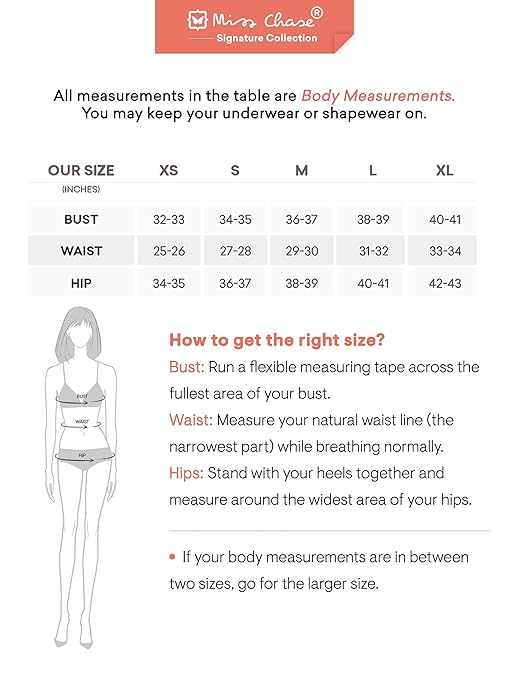 Miss Chase®
Signature Collection
All measurements in the table are Body Measurements.
You may keep your underwear or shapewear on.
OUR SIZE XS S M L XL
(INCHES)
BUST 32-33 34-35 36-37 38-39 40-41
WAIST 25-26 27-28 29-30 31-32 33-34
HIP 34-35 36-37 38-39 40-41 42-43
BUST
WAIST
HIP
How to get the right size?
Bust: Run a flexible measuring tape across the
fullest area of your bust.
Waist: Measure your natural waist line (the
narrowest part) while breathing normally.
Hips: Stand with your heels together and
measure around the widest area of your hips.
• If your body measurements are in between
two sizes, go for the larger size.